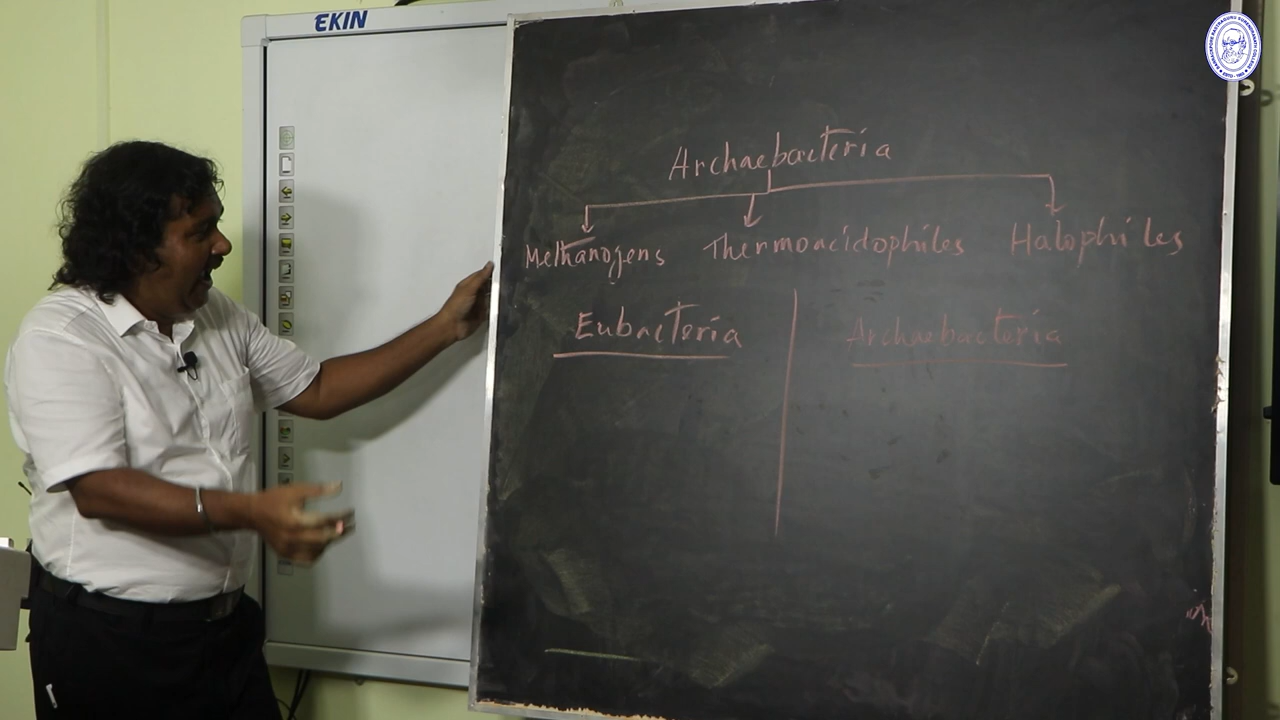 EKIN
Archaebacteria
Methanogens Thermoacidophiles Halophiles
Eubacteria Archaebacteria